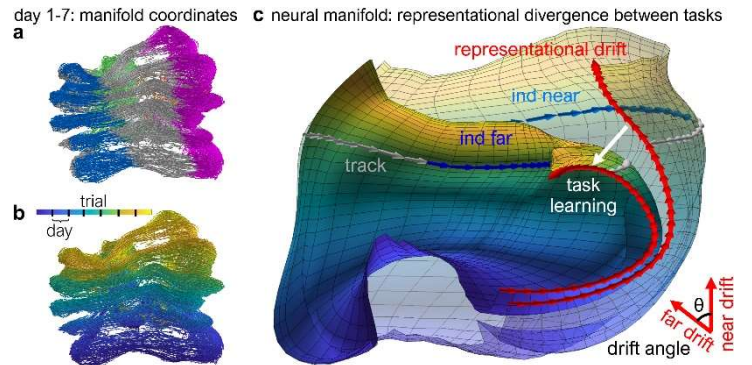 day 1-7: manifold coordinates
a
b
trial
day
c neural manifold: representational divergence between tasks
representational drift
ind near
ind far
track
task
learning
θ
far drift
near drift
drift angle